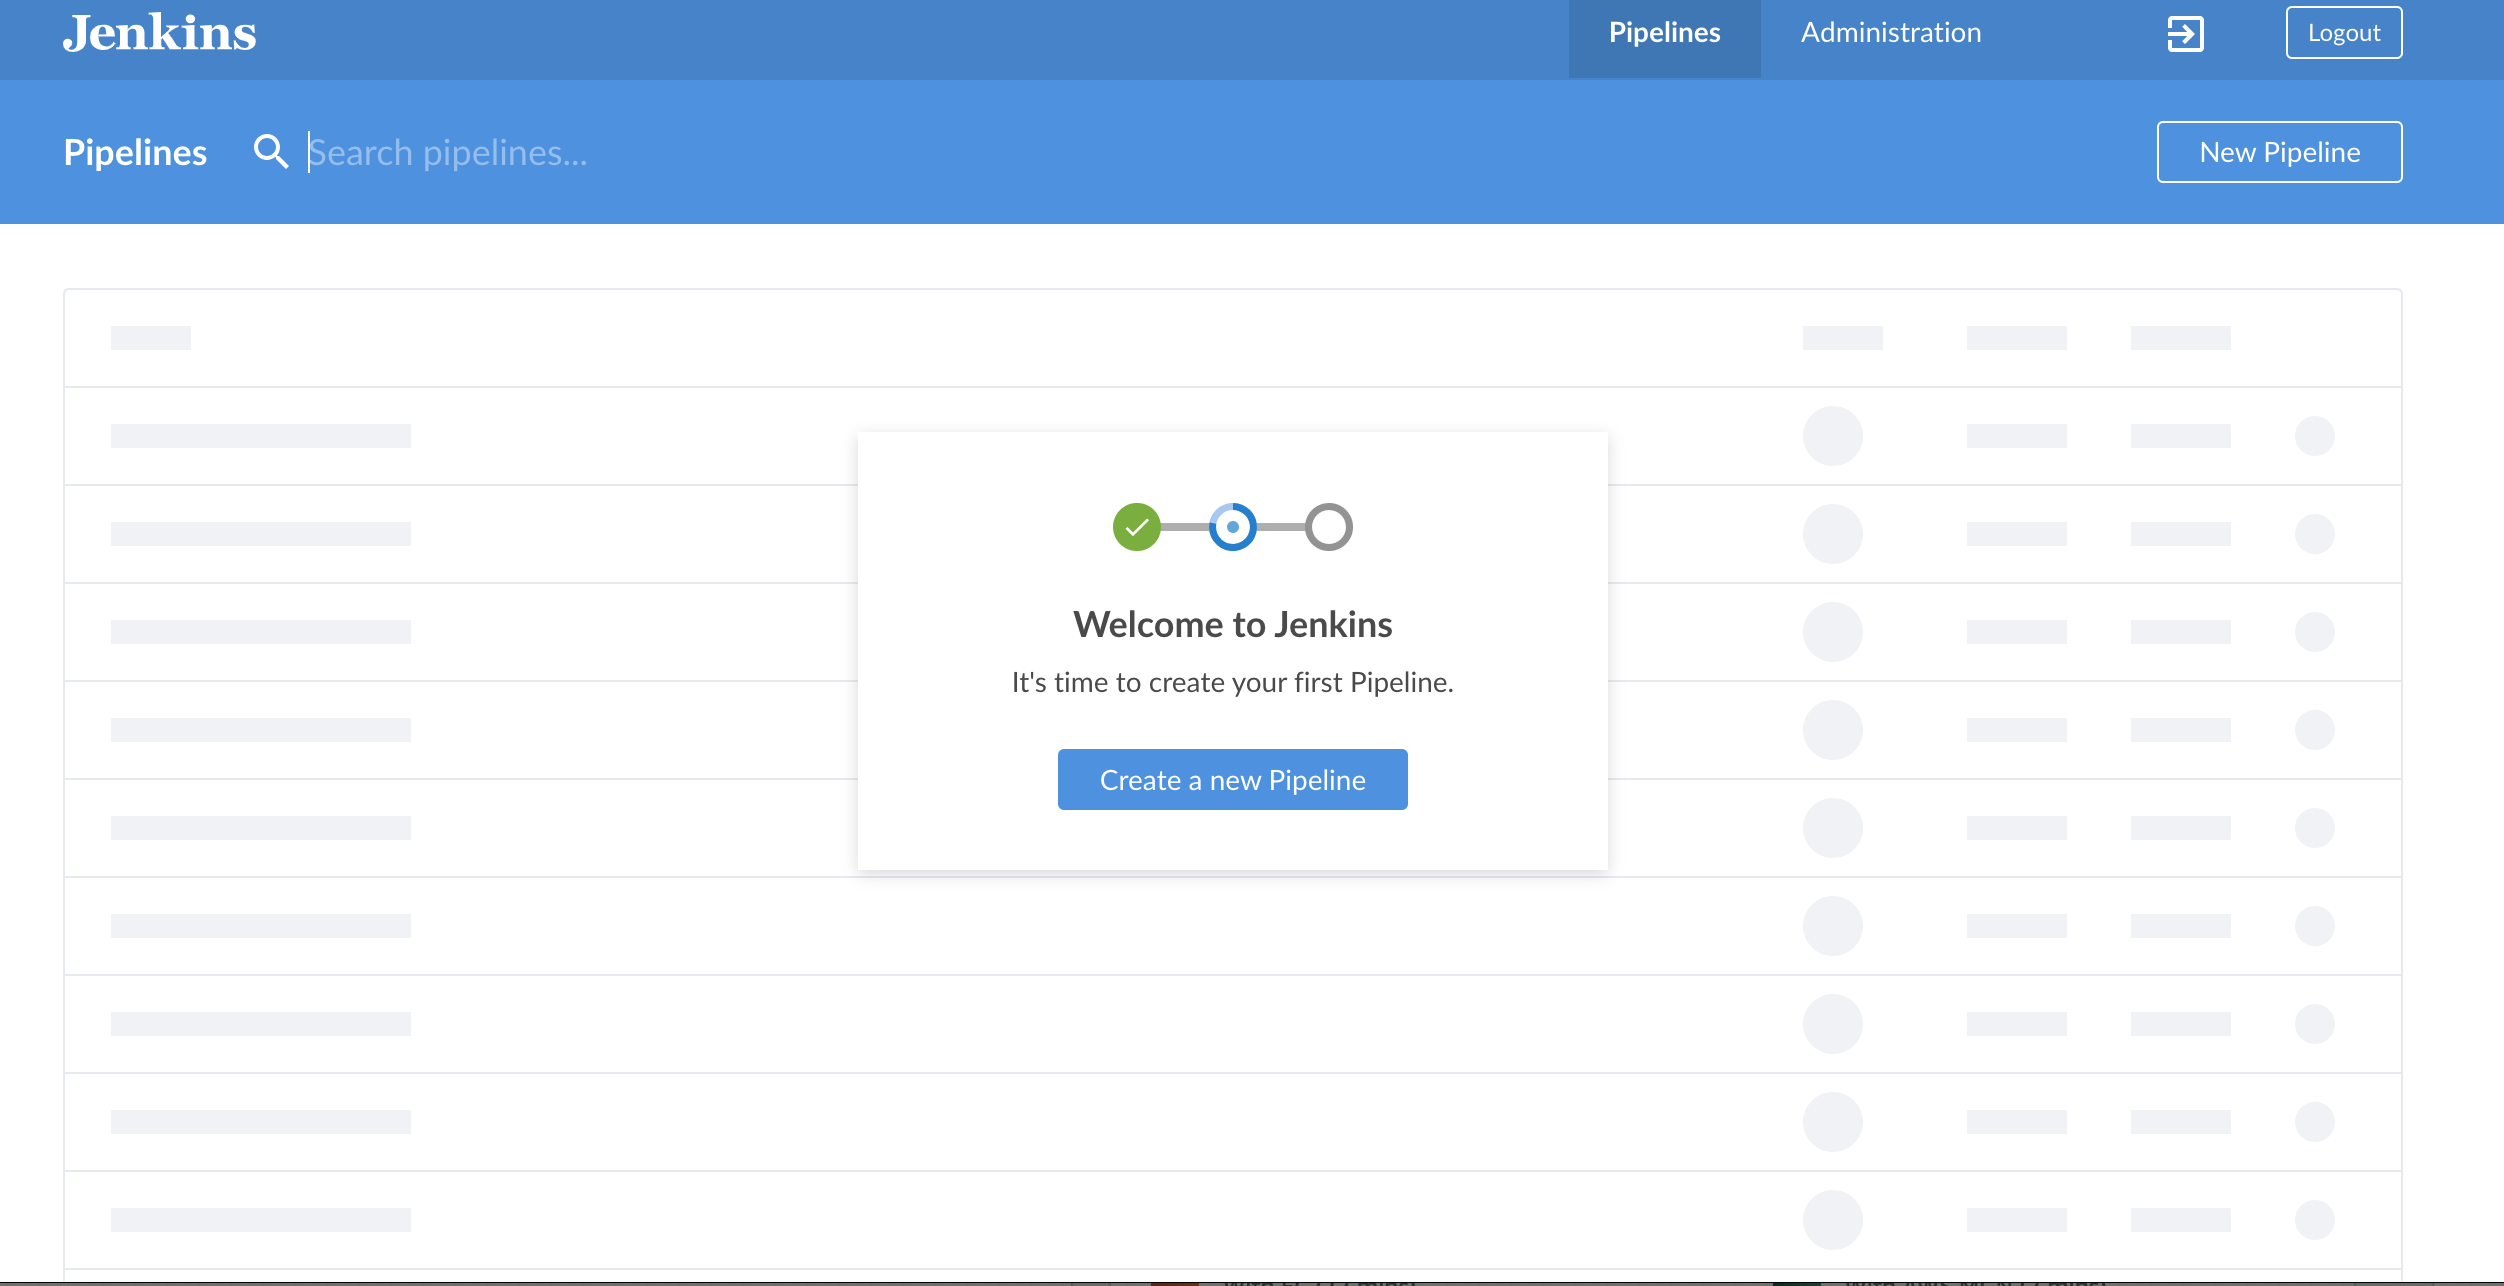 Jenkins
Pipelines
Administration
Logout
Pipelines
Search pipelines...
New Pipeline
Welcome to Jenkins
It's time to create your first Pipeline.
Create a new Pipeline